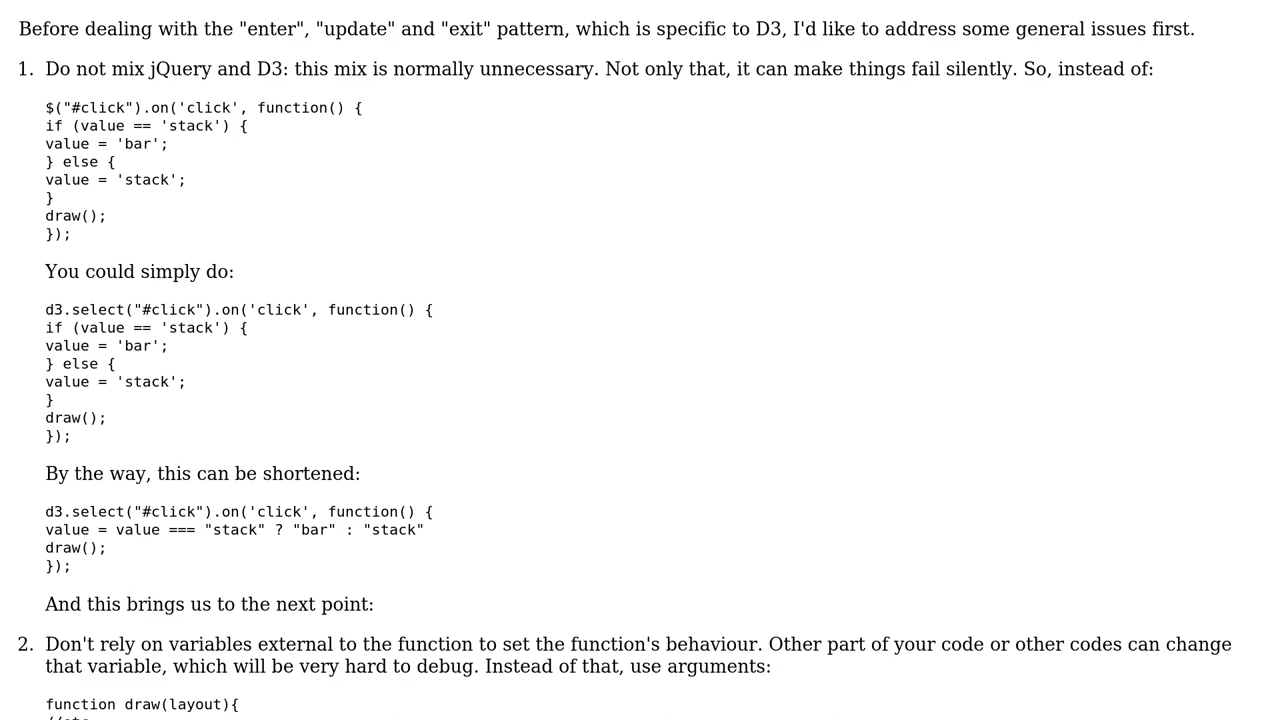 Before dealing with the "enter", "update" and "exit" pattern, which is specific to D3, I'd like to address some general issues first.
1. Do not mix jQuery and D3: this mix is normally unnecessary. Not only that, it can make things fail silently. So, instead of:
$("#click").on('click', function() {
if (value == 'stack') {
value = 'bar';
} else {
value = 'stack';
}
draw();
});
You could simply do:
d3.select("#click").on('click', function() {
if (value == 'stack') {
value = 'bar';
} else {
value = 'stack';
}
draw();
});
By the way, this can be shortened:
d3.select("#click").on('click', function() {
value = value === "stack" ? "bar" : "stack"
draw();
});
And this brings us to the next point:
2. Don't rely on variables external to the function to set the function's behaviour. Other part of your code or other codes can change
that variable, which will be very hard to debug. Instead of that, use arguments:
function draw(layout){